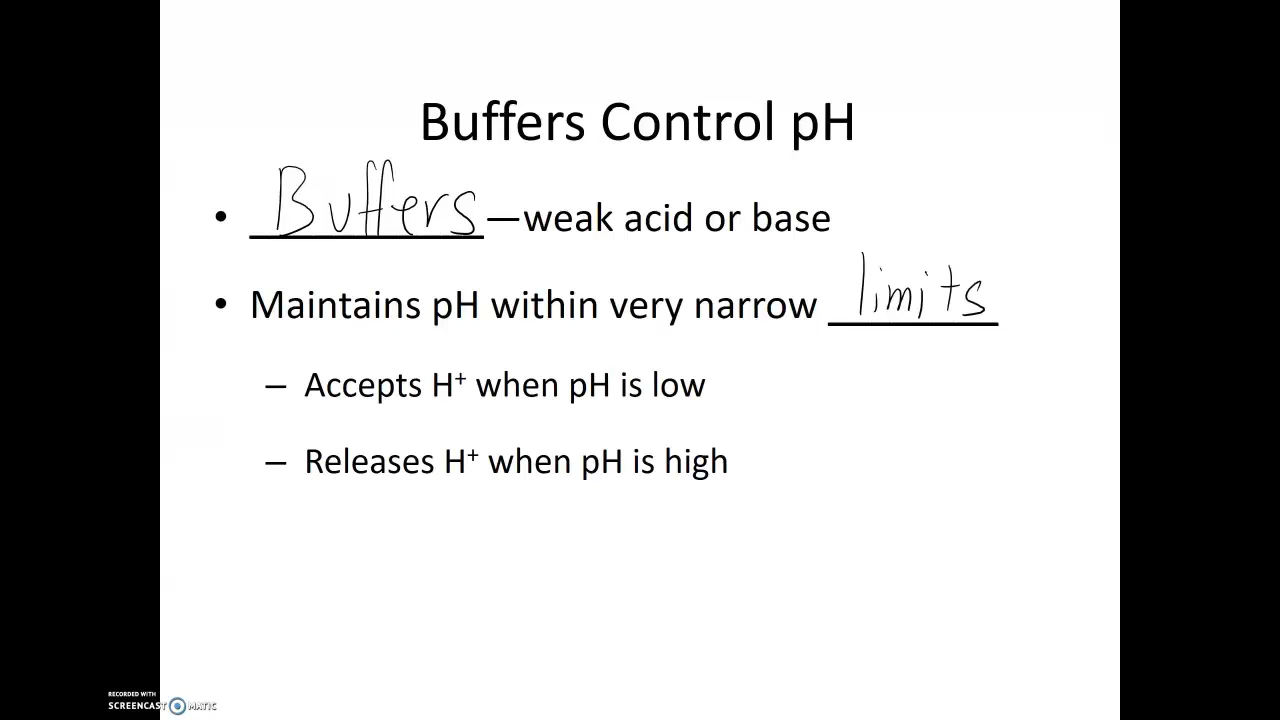 Buffers Control pH
• Buffers—weak acid or base
• Maintains pH within very narrow limits
– Accepts H⁺ when pH is low
– Releases H⁺ when pH is high
RECORDED WITH
SCREENCAST MATIC